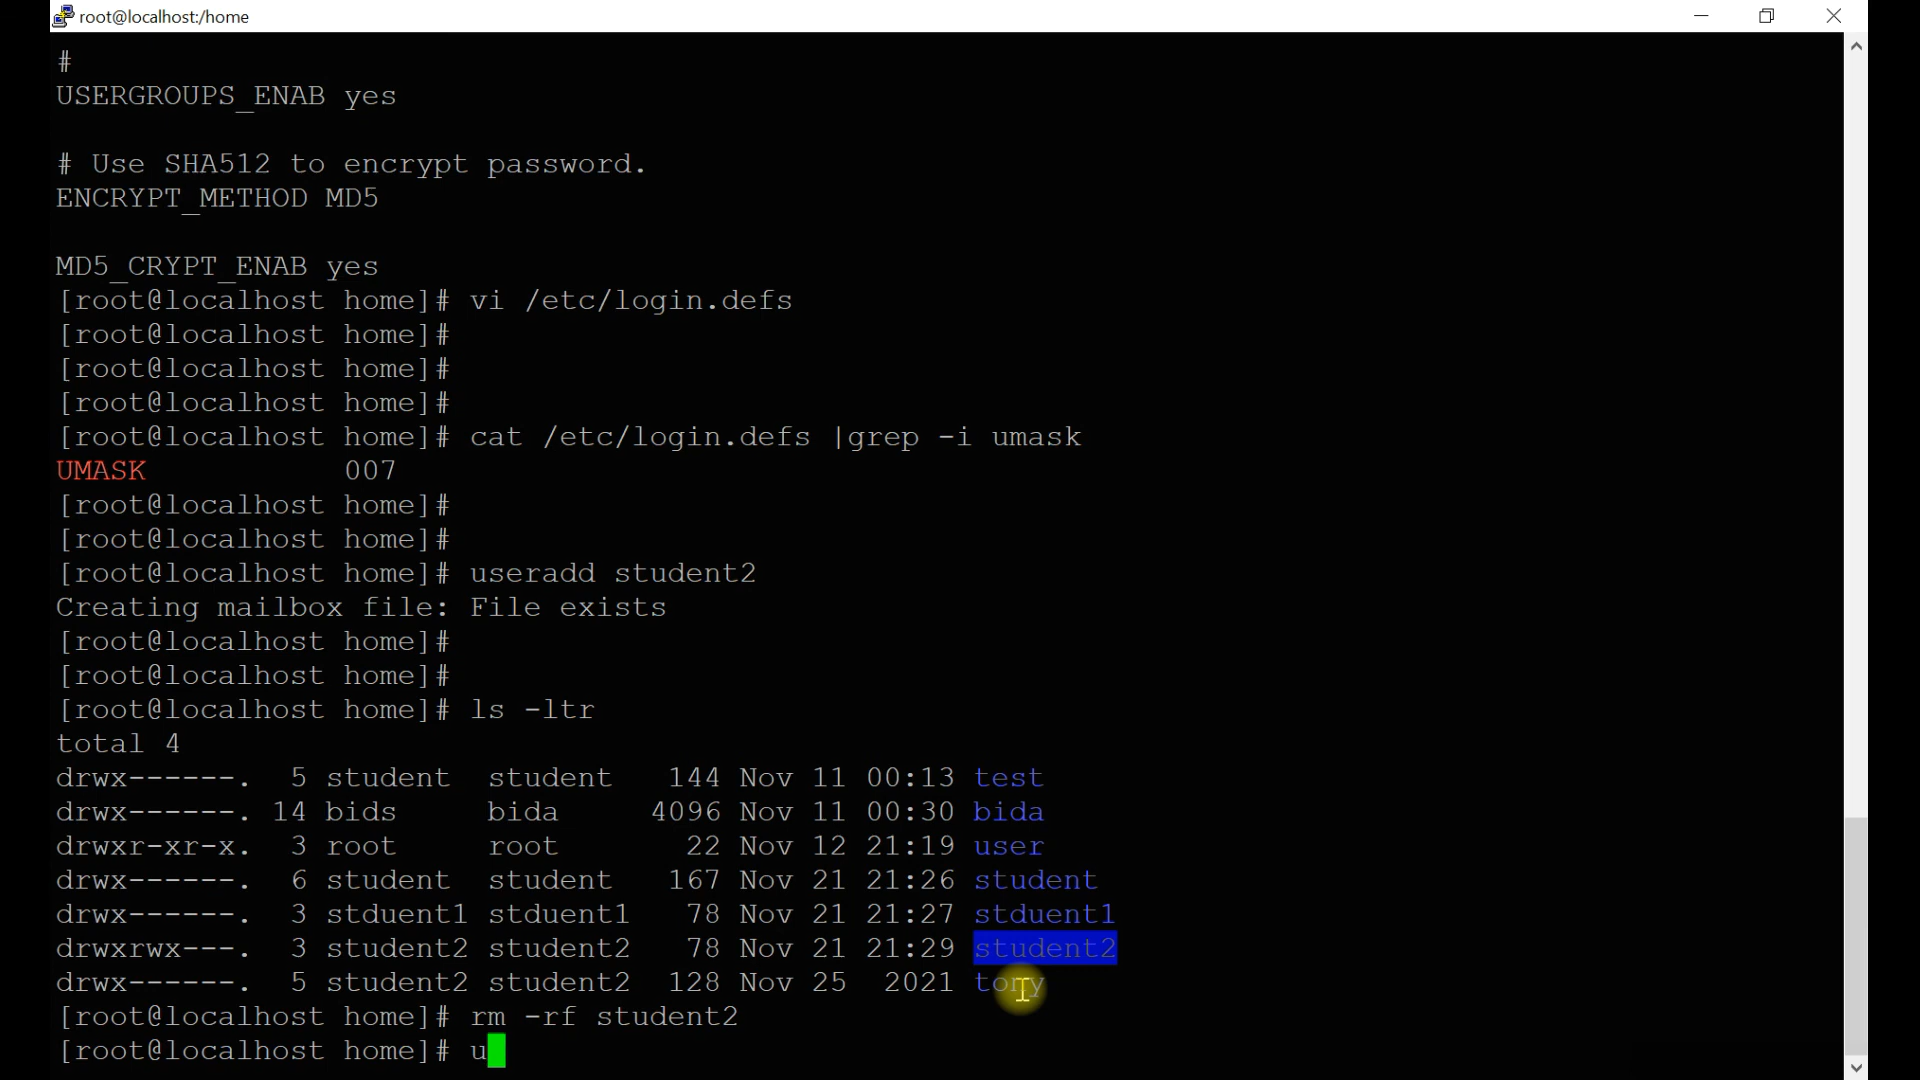 root@localhost:/home
#
USERGROUPS_ENAB yes
# Use SHA512 to encrypt password.
ENCRYPT_METHOD MD5
MD5_CRYPT_ENAB yes
[root@localhost home]# vi /etc/login.defs
[root@localhost home]#
[root@localhost home]#
[root@localhost home]#
[root@localhost home]# cat /etc/login.defs |grep -i umask
UMASK           007
[root@localhost home]#
[root@localhost home]#
[root@localhost home]# useradd student2
Creating mailbox file: File exists
[root@localhost home]#
[root@localhost home]#
[root@localhost home]# ls -ltr
total 4
drwx------.  5 student  student   144 Nov 11 00:13 test
drwx------. 14 bids     bida     4096 Nov 11 00:30 bida
drwxr-xr-x.  3 root     root       22 Nov 12 21:19 user
drwx------.  6 student  student   167 Nov 21 21:26 student
drwx------.  3 stduent1 stduent1   78 Nov 21 21:27 stduent1
drwxrwx---.  3 student2 student2   78 Nov 21 21:29 student2
drwx------.  5 student2 student2  128 Nov 25  2021 tony
[root@localhost home]# rm -rf student2
[root@localhost home]# u